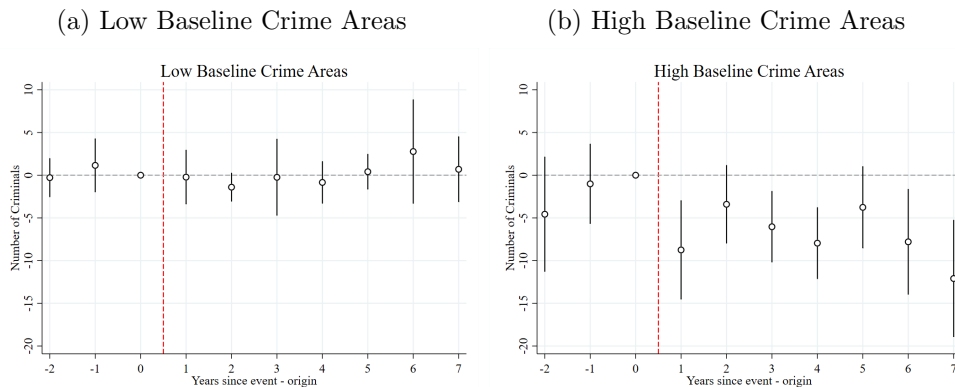 (a) Low Baseline Crime Areas
Low Baseline Crime Areas
Number of Criminals
10
5
0
-5
-10
-15
-20
-2 -1 0 1 2 3 4 5 6 7
Years since event - origin
(b) High Baseline Crime Areas
High Baseline Crime Areas
Number of Criminals
10
5
0
-5
-10
-15
-20
-2 -1 0 1 2 3 4 5 6 7
Years since event - origin